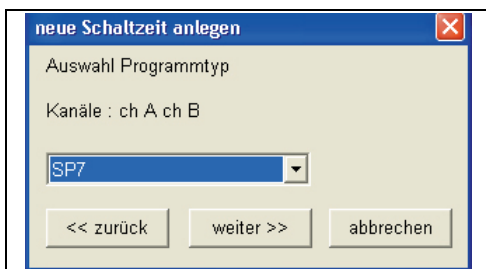 neue Schaltzeit anlegen
Auswahl Programmtyp
Kanäle : ch A ch B
SP7
<< zurück weiter >> abbrechen